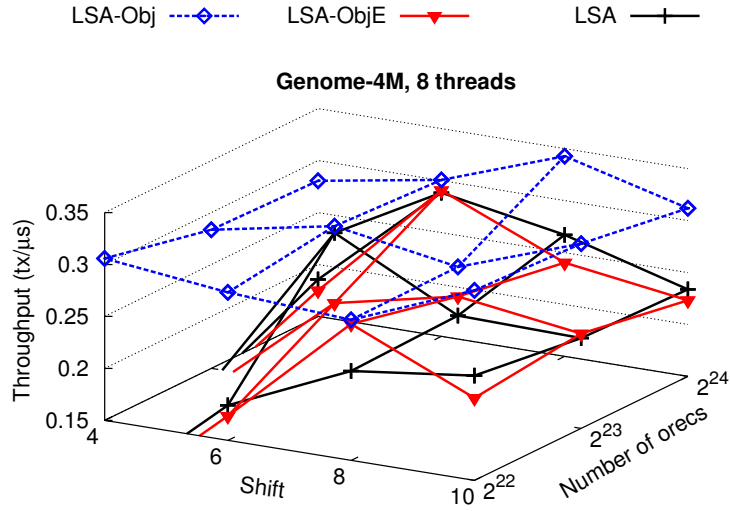 LSA-Obj LSA-ObjE LSA
Genome-4M, 8 threads
Throughput (tx/µs)
0.35
0.3
0.25
0.2
0.15
4
6
8
10
Shift
2^22
2^23
2^24
Number of orecs